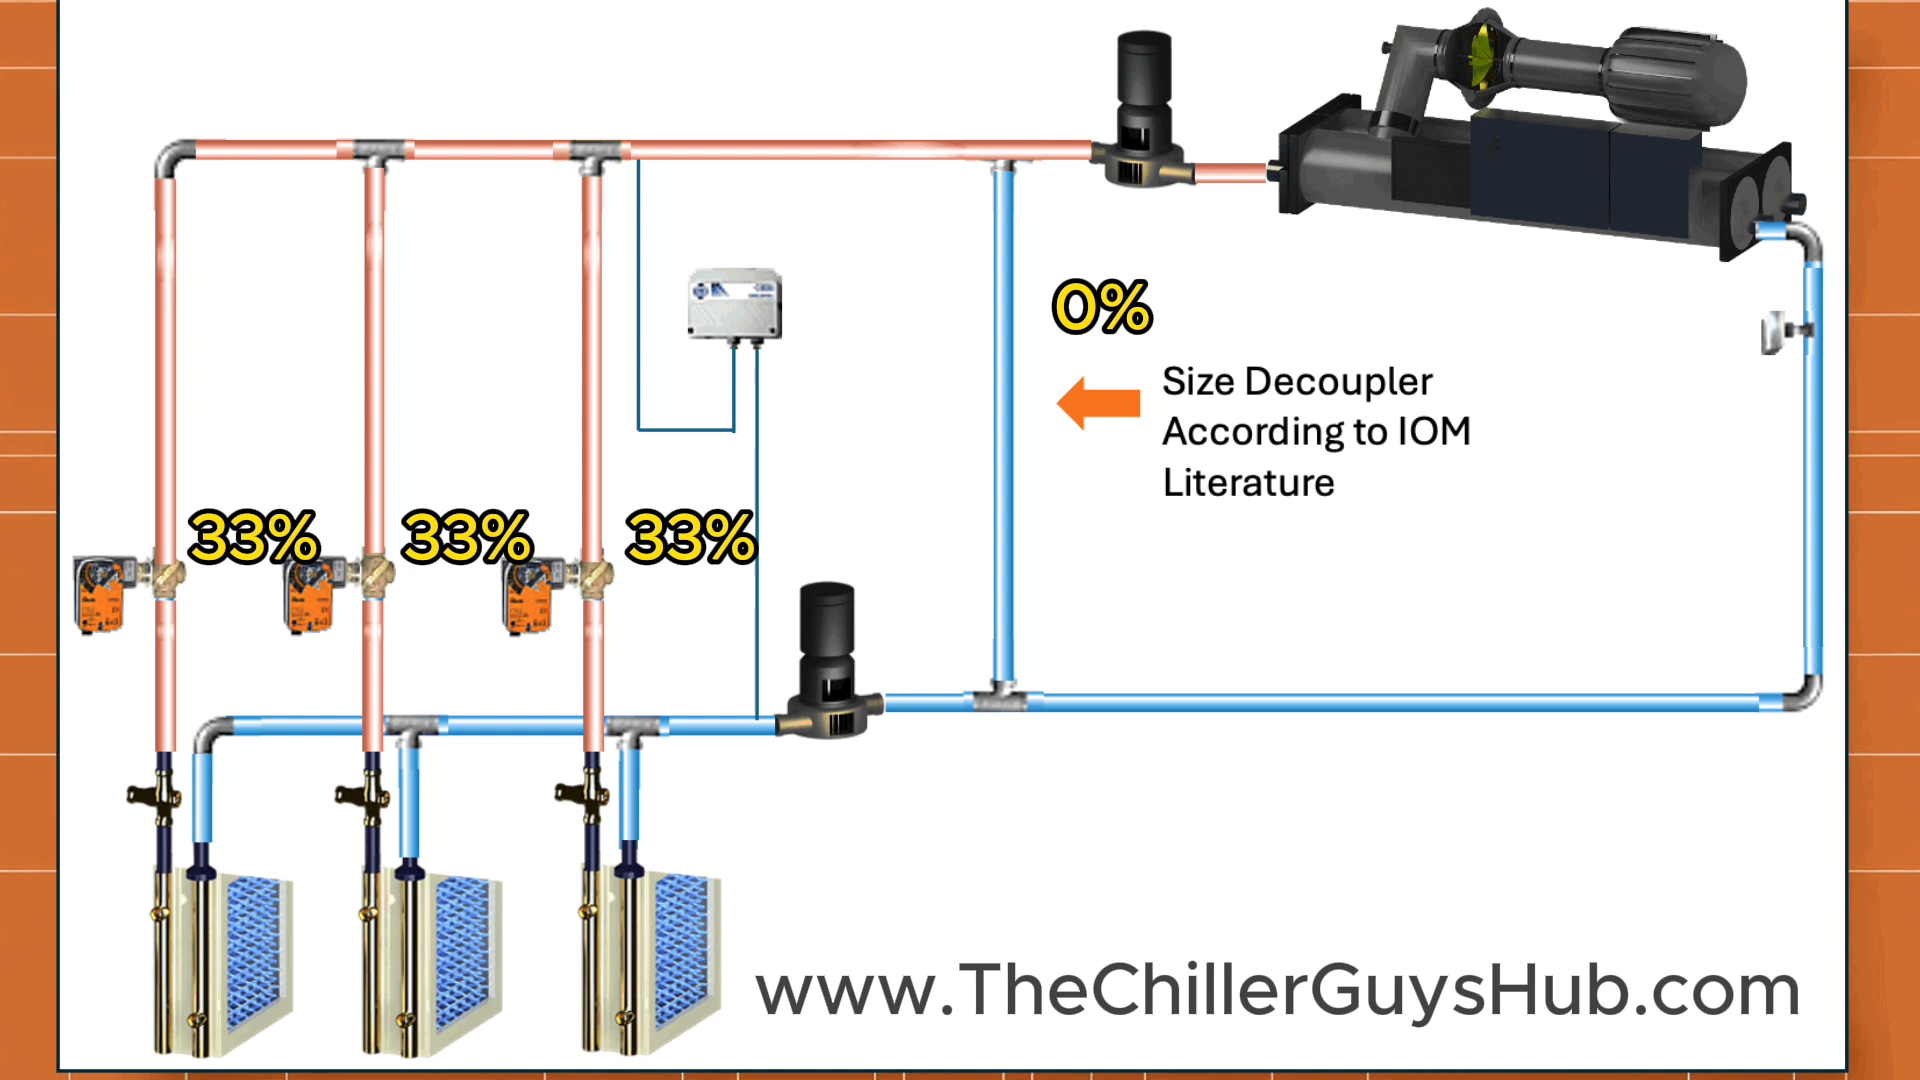 0%
Size Decoupler
According to IOM
Literature
33% 33% 33%
www.TheChillerGuysHub.com